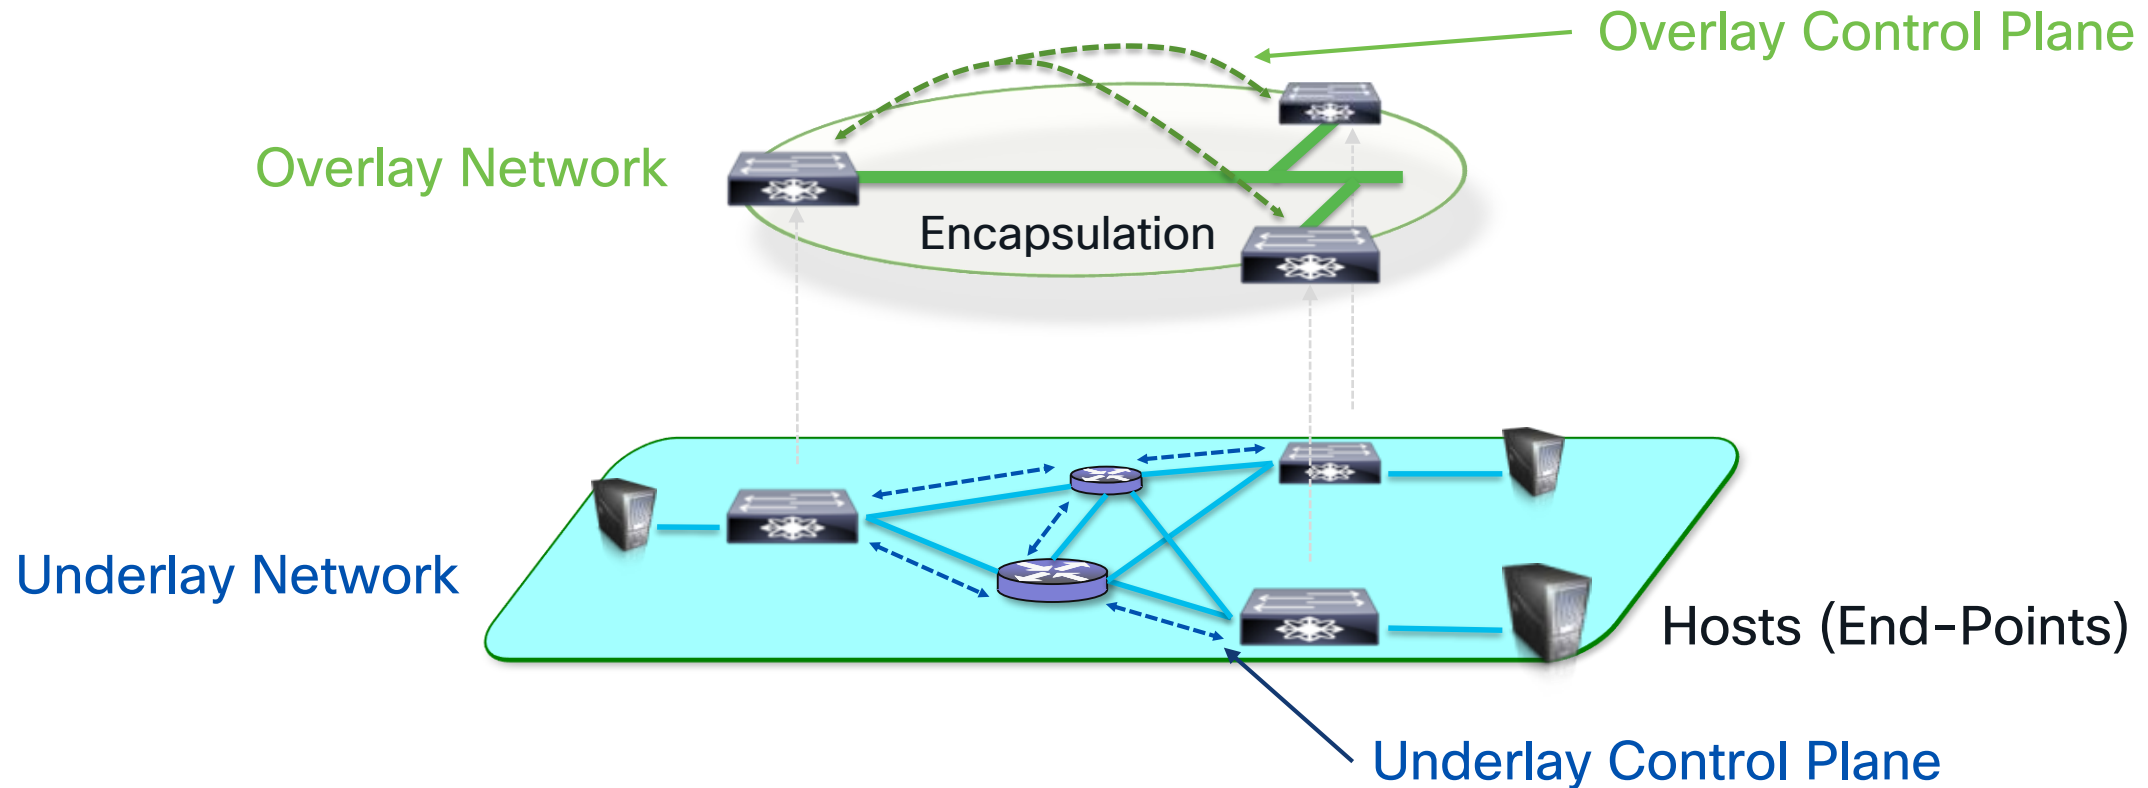 Overlay Control Plane
Overlay Network
Encapsulation
Underlay Network
Hosts (End-Points)
Underlay Control Plane